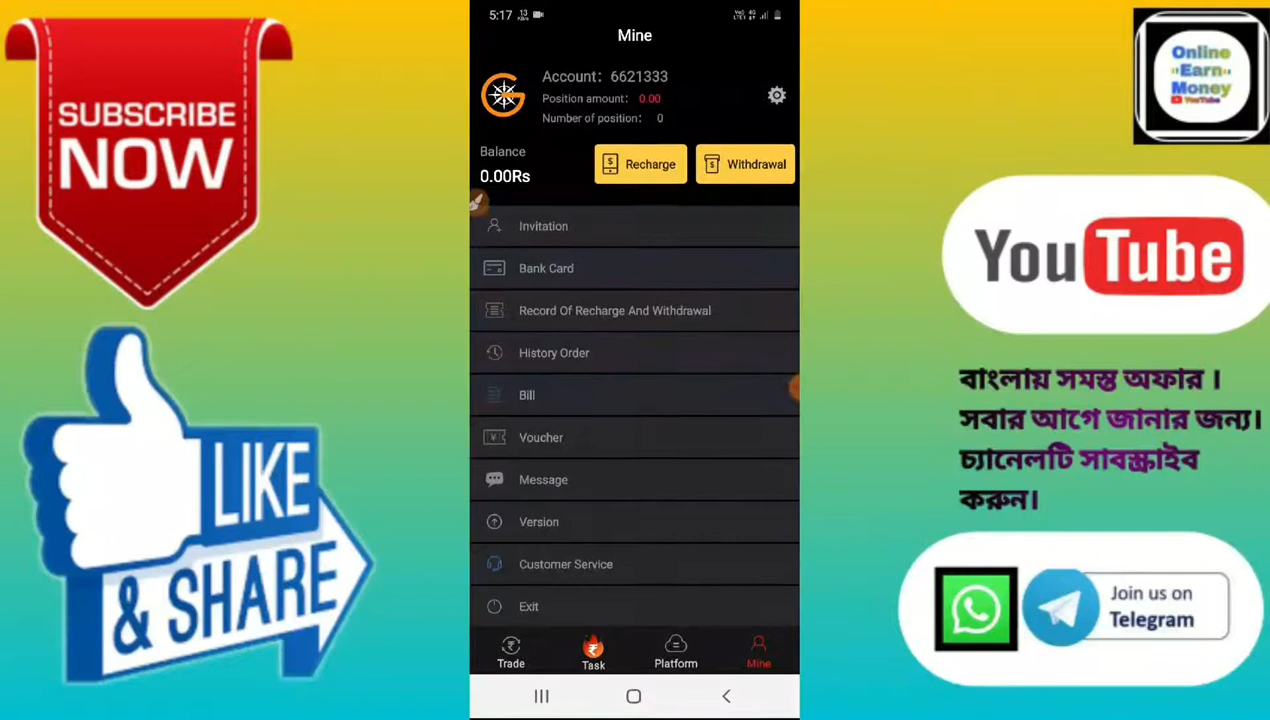 SUBSCRIBE
NOW
LIKE
& SHARE
5:17
13
KB/s
Mine
Account: 6621333
Position amount: 0.00
Number of position: 0
Balance
0.00Rs
Recharge
Withdrawal
Invitation
Bank Card
Record Of Recharge And Withdrawal
History Order
Bill
Voucher
Message
Version
Customer Service
Exit
Trade
Task
Platform
Mine
Online
Earn
Money
YouTube
YouTube
বাংলায় সমস্ত অফার ।
সবার আগে জানার জন্য।
চ্যানেলটি সাবস্ক্রাইব
করুন।
Join us on
Telegram